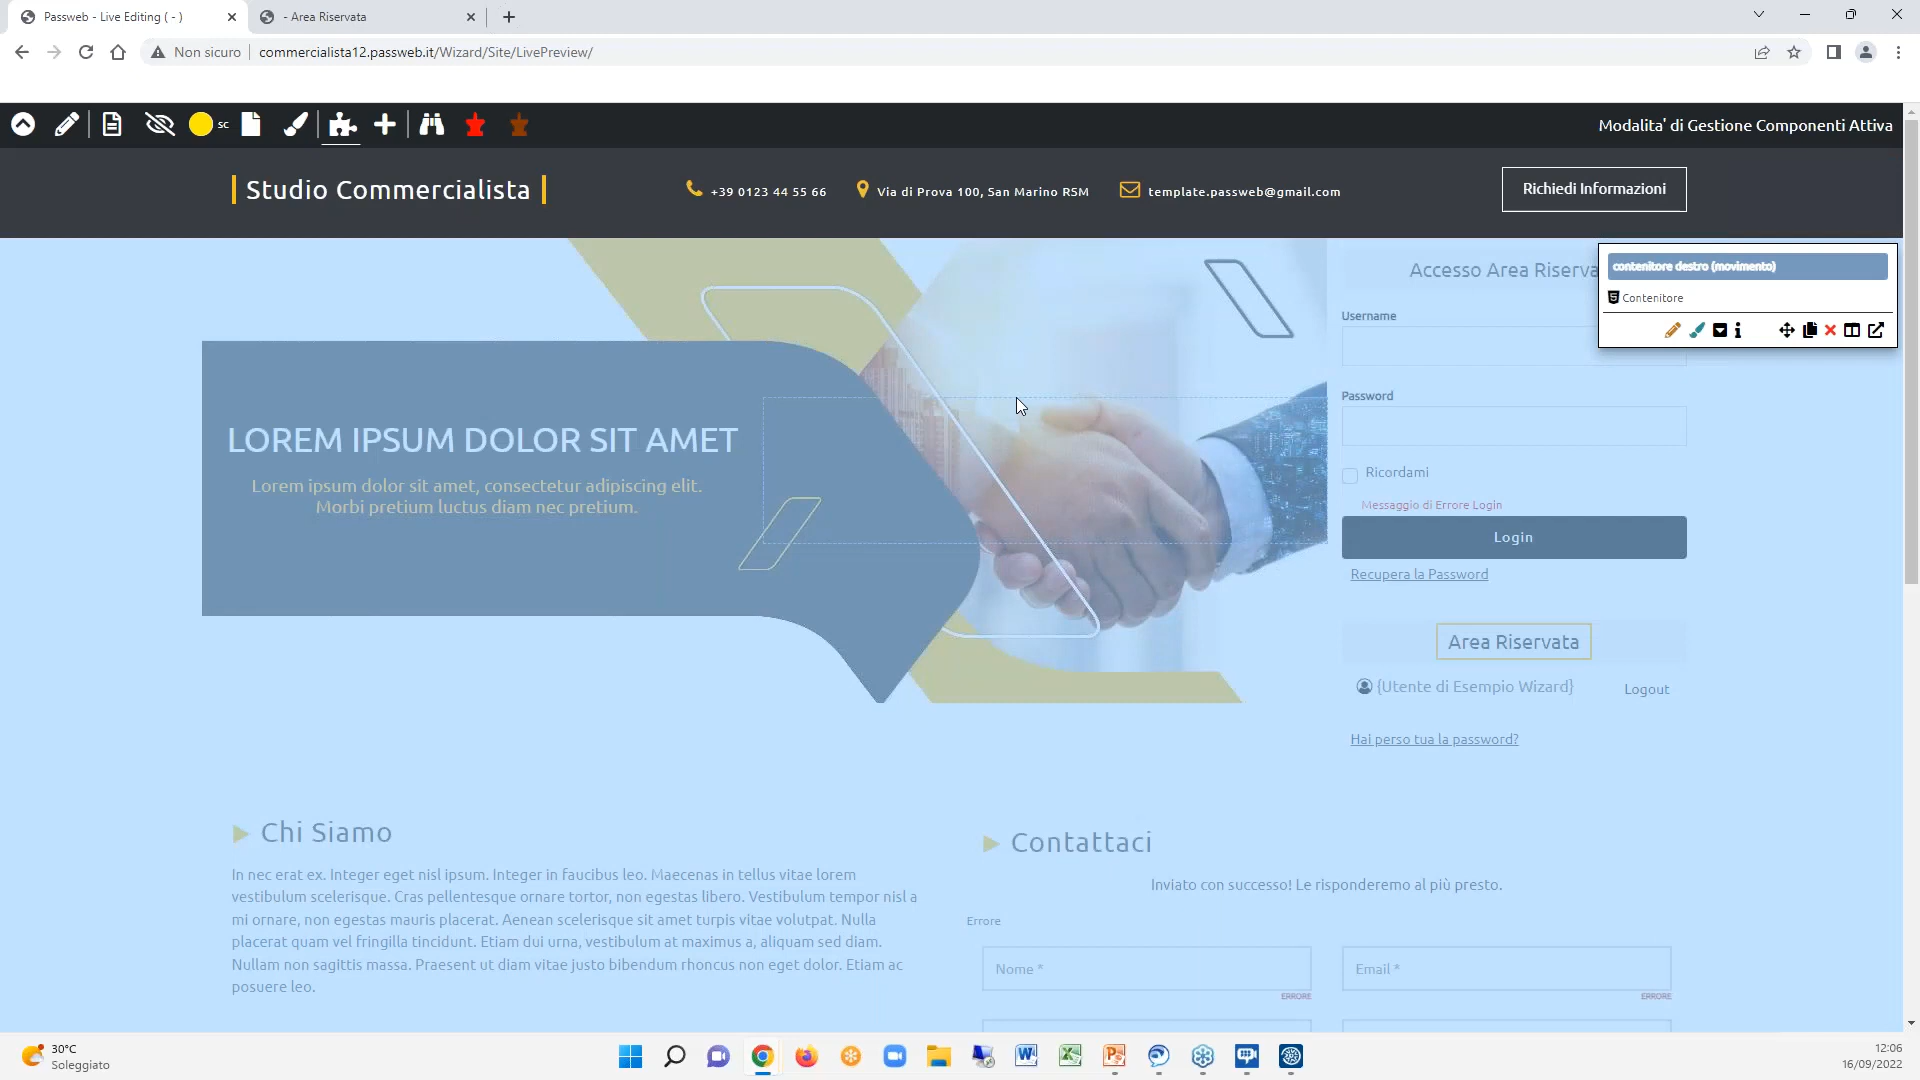 Passweb - Live Editing ( - )
- Area Riservata
Non sicuro
commercialista12.passweb.it/Wizard/Site/LivePreview/
sc
Modalita' di Gestione Componenti Attiva
Studio Commercialista
+39 0123 44 55 66
Via di Prova 100, San Marino RSM
template.passweb@gmail.com
Richiedi Informazioni
contenitore destro (movimento)
Contenitore
Accesso Area Riserva
Username
Password
Ricordami
Messaggio di Errore Login
Login
Recupera la Password
LOREM IPSUM DOLOR SIT AMET
Lorem ipsum dolor sit amet, consectetur adipiscing elit.
Morbi pretium luctus diam nec pretium.
Area Riservata
{Utente di Esempio Wizard}
Logout
Hai perso tua la password?
Chi Siamo
In nec erat ex. Integer eget nisl ipsum. Integer in faucibus leo. Maecenas in tellus vitae lorem
vestibulum scelerisque. Cras pellentesque ornare tortor, non egestas libero. Vestibulum tempor nisl a
mi ornare, non egestas mauris placerat. Aenean scelerisque sit amet turpis vitae volutpat. Nulla
placerat quam vel fringilla tincidunt. Etiam dui urna, vestibulum at maximus a, aliquam sed diam.
Nullam non sagittis massa. Praesent ut diam vitae justo bibendum rhoncus non eget dolor. Etiam ac
posuere leo.
Contattaci
Inviato con successo! Le risponderemo al più presto.
Errore
Nome *
ERRORE
Email *
ERRORE
30°C
Soleggiato
12:06
16/09/2022